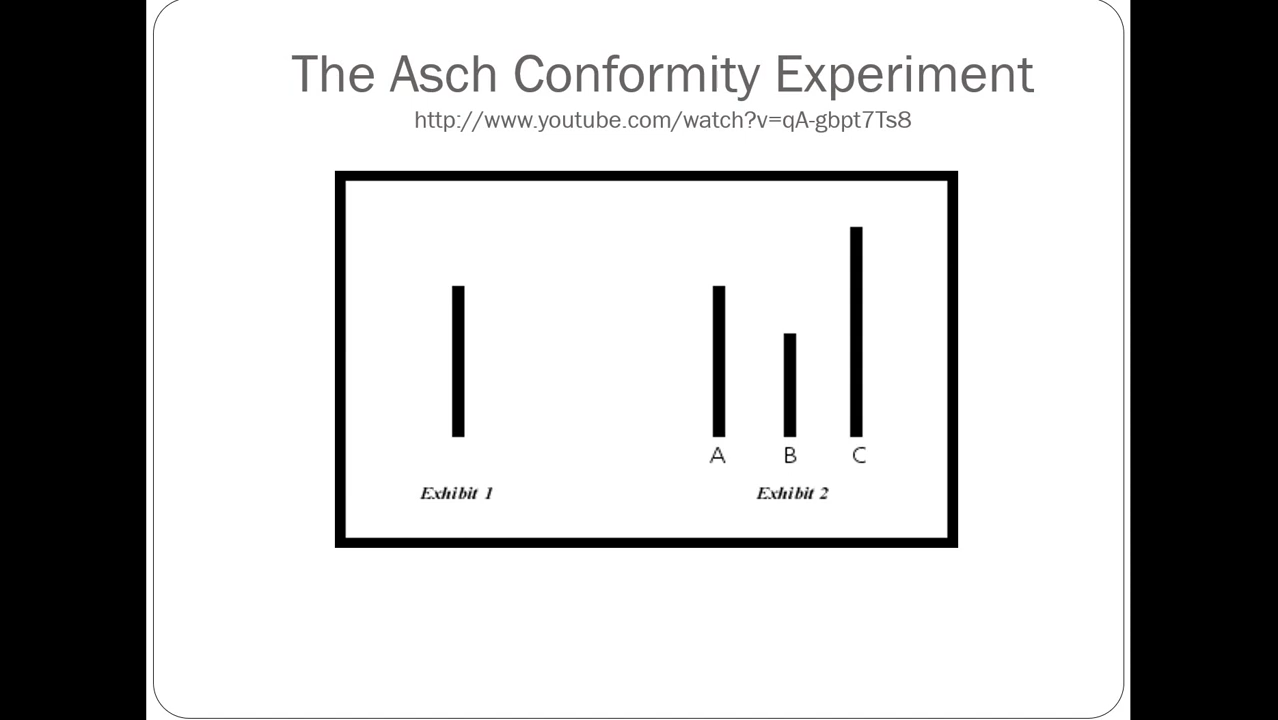 The Asch Conformity Experiment
http://www.youtube.com/watch?v=qA-gbpt7Ts8
A B C
Exhibit 1 Exhibit 2